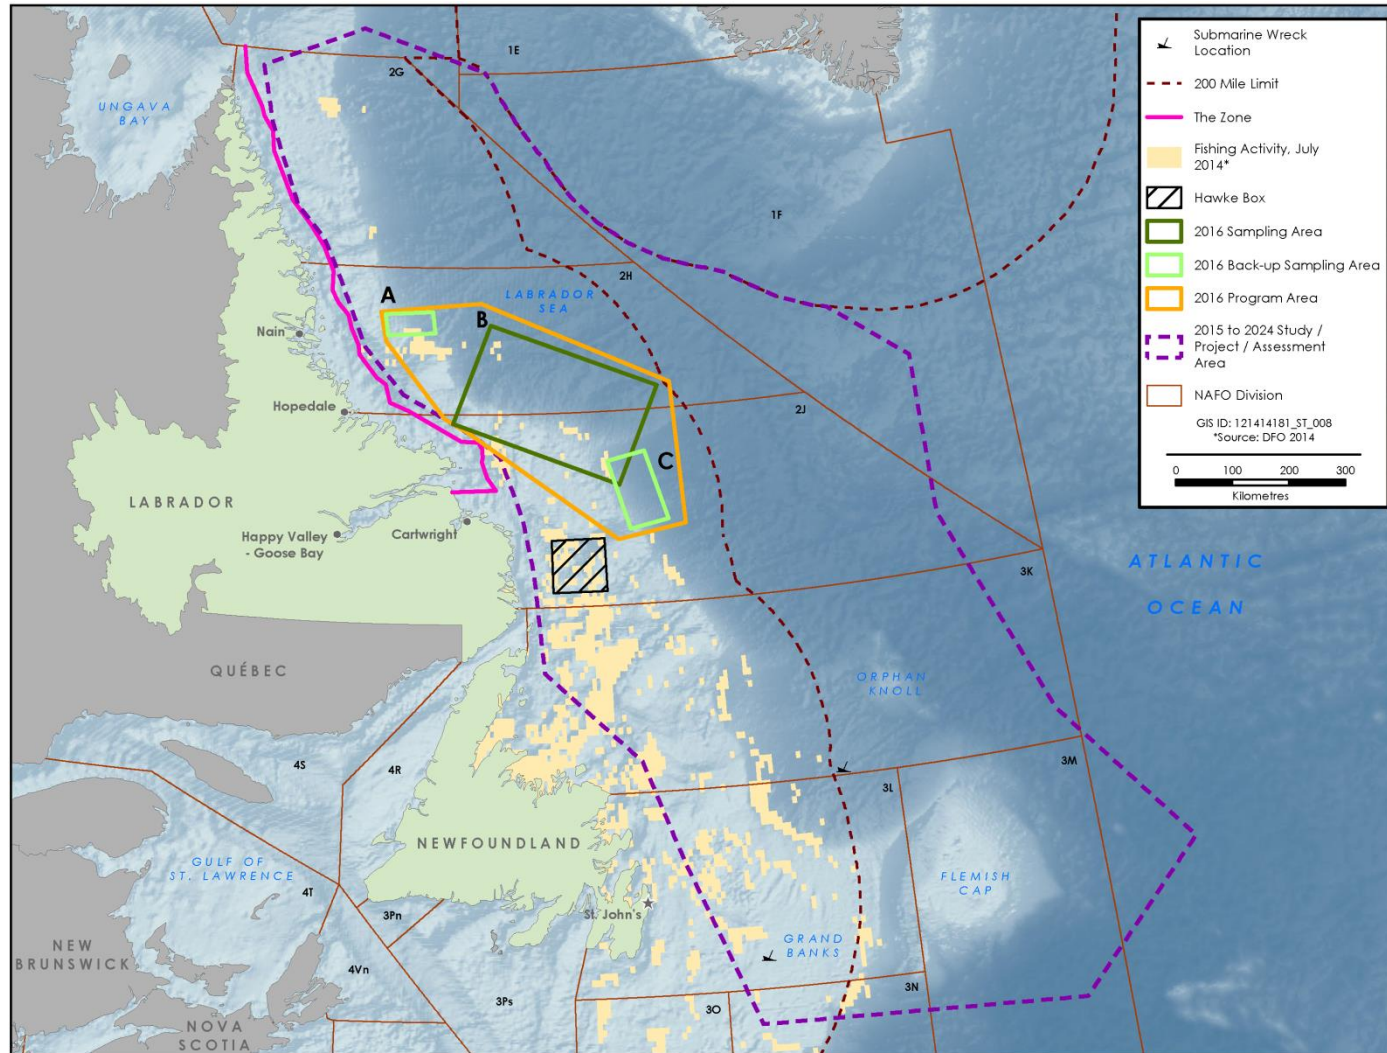 1E
2G
UNGAVA
BAY
1F
2H
LABRADOR
SEA
A
B
Nain
Hopedale
2J
C
LABRADOR
Happy Valley
- Goose Bay
Cartwright
3K
ATLANTIC
OCEAN
QUÉBEC
ORPHAN
KNOLL
4S
4R
3M
3L
NEWFOUNDLAND
GULF OF
ST. LAWRENCE
4T
FLEMISH
CAP
3Pn
St. John's
NEW
BRUNSWICK
GRAND
BANKS
4Vn
3Ps
3O
3N
NOVA
SCOTIA
Submarine Wreck
Location
200 Mile Limit
The Zone
Fishing Activity, July
2014*
Hawke Box
2016 Sampling Area
2016 Back-up Sampling Area
2016 Program Area
2015 to 2024 Study /
Project / Assessment
Area
NAFO Division
GIS ID: 121414181_ST_008
*Source: DFO 2014
0 100 200 300
Kilometres